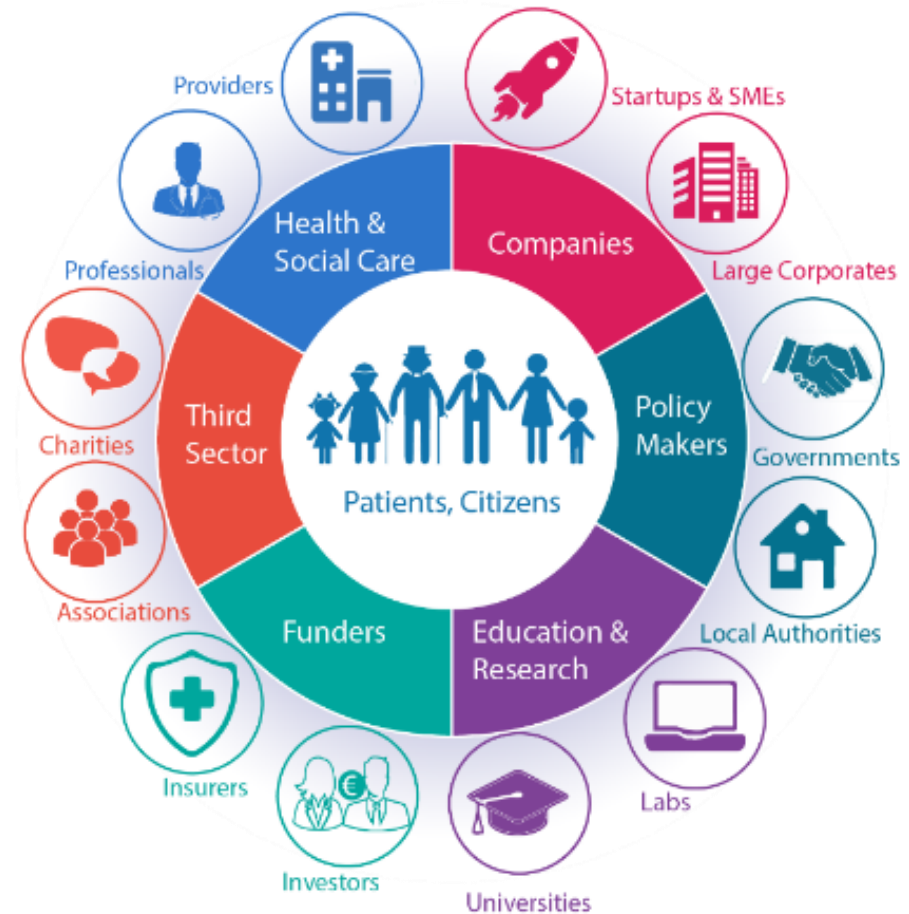 Providers
Startups & SMEs
Professionals
Large Corporates
Health &
Social Care
Companies
Charities
Third
Sector
Policy
Makers
Governments
Patients, Citizens
Associations
Local Authorities
Funders
Education &
Research
Insurers
Labs
Investors
Universities
€